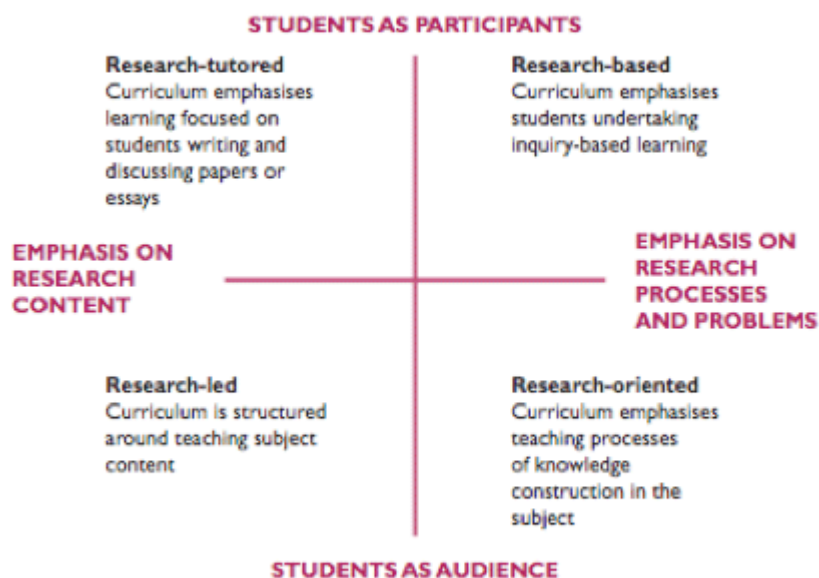 STUDENTS AS PARTICIPANTS
Research-tutored
Curriculum emphasises
learning focused on
students writing and
discussing papers or
essays
Research-based
Curriculum emphasises
students undertaking
inquiry-based learning
EMPHASIS ON
RESEARCH
CONTENT
EMPHASIS ON
RESEARCH
PROCESSES
AND PROBLEMS
Research-led
Curriculum is structured
around teaching subject
content
Research-oriented
Curriculum emphasises
teaching processes
of knowledge
construction in the
subject
STUDENTS AS AUDIENCE